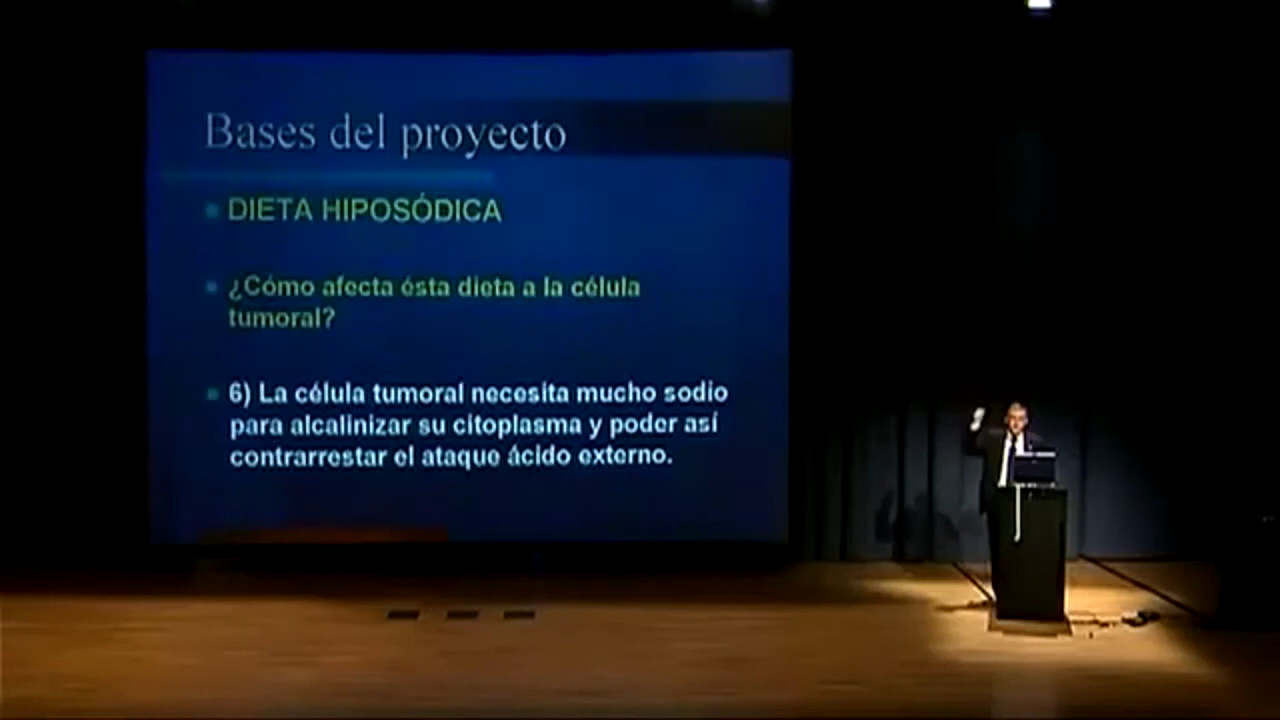 Bases del proyecto
DIETA HIPOSÓDICA
¿Cómo afecta ésta dieta a la célula
tumoral?
6) La célula tumoral necesita mucho sodio
para alcalinizar su citoplasma y poder así
contrarrestar el ataque ácido externo.